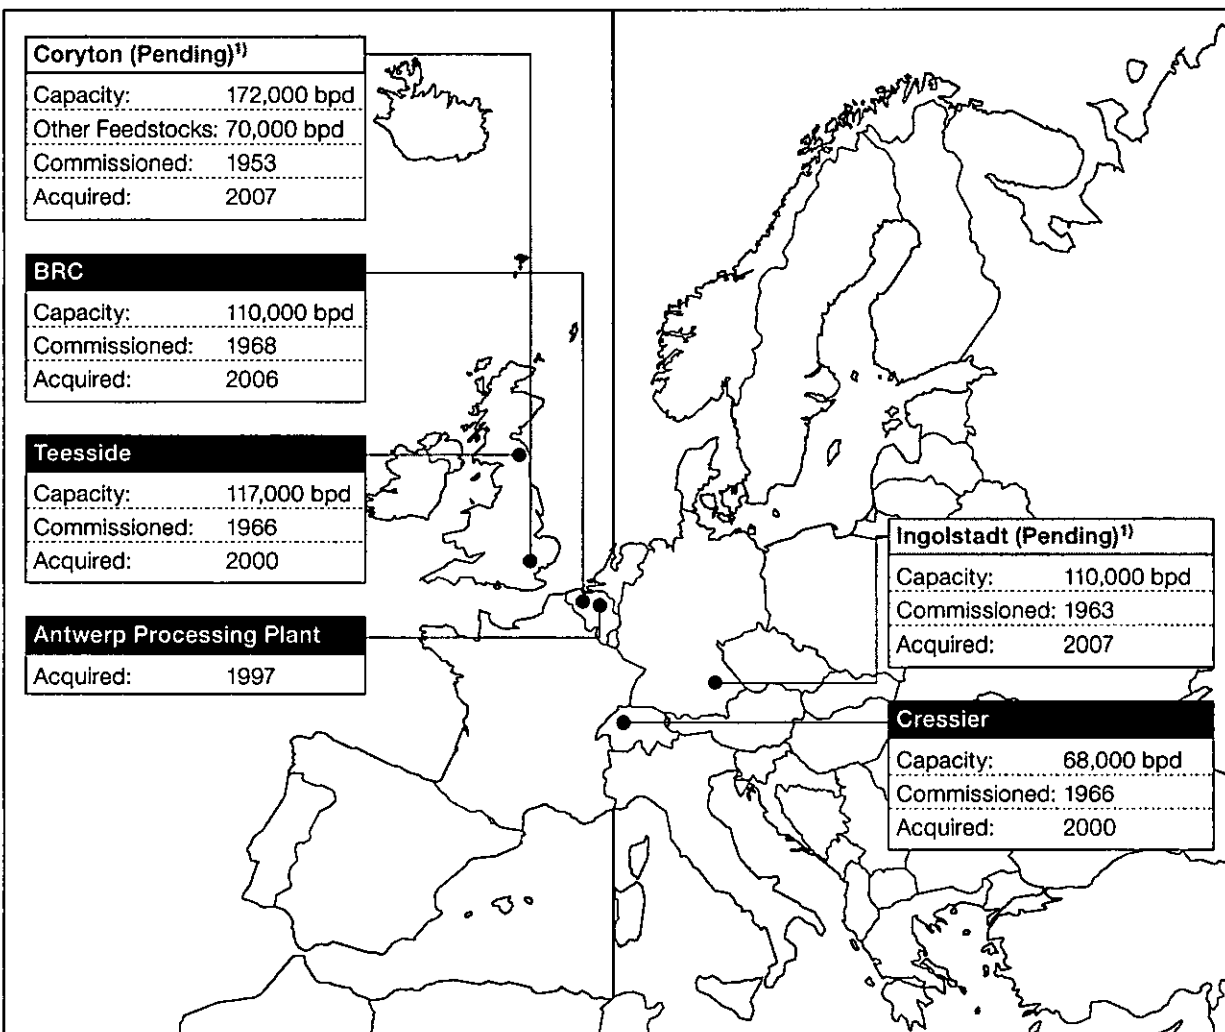 Coryton (Pending)¹⁾
Capacity: 172,000 bpd
Other Feedstocks: 70,000 bpd
Commissioned: 1953
Acquired: 2007
BRC
Capacity: 110,000 bpd
Commissioned: 1968
Acquired: 2006
Teesside
Capacity: 117,000 bpd
Commissioned: 1966
Acquired: 2000
Antwerp Processing Plant
Acquired: 1997
Ingolstadt (Pending)¹⁾
Capacity: 110,000 bpd
Commissioned: 1963
Acquired: 2007
Cressier
Capacity: 68,000 bpd
Commissioned: 1966
Acquired: 2000